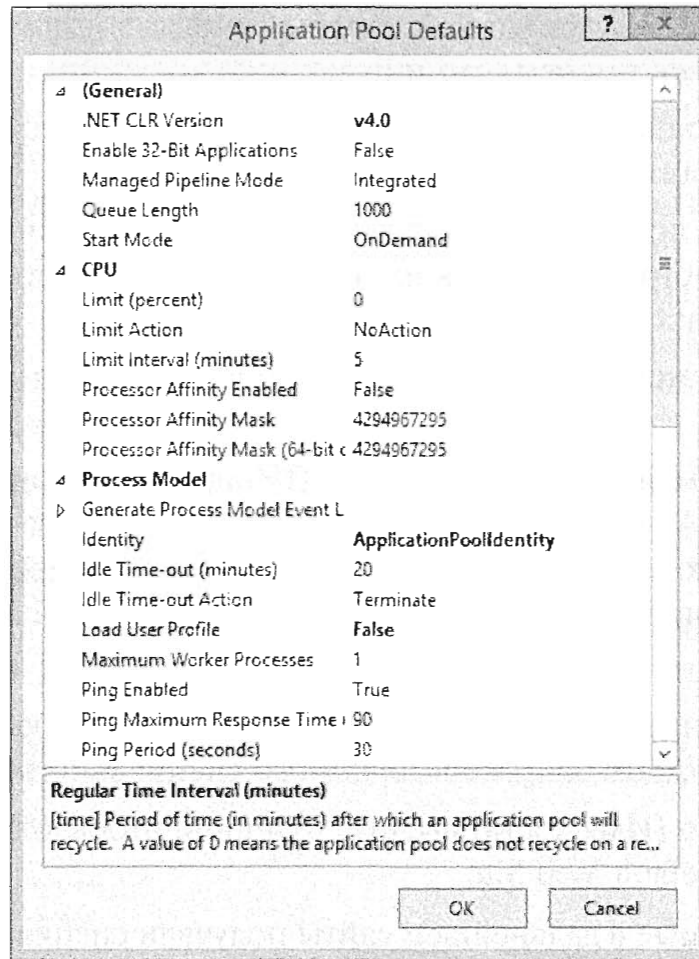 Application Pool Defaults
?
x
(General)
.NET CLR Version v4.0
Enable 32-Bit Applications False
Managed Pipeline Mode Integrated
Queue Length 1000
Start Mode OnDemand
CPU
Limit (percent) 0
Limit Action NoAction
Limit Interval (minutes) 5
Processor Affinity Enabled False
Processor Affinity Mask 4294967295
Processor Affinity Mask (64-bit c 4294967295
Process Model
Generate Process Model Event L
Identity ApplicationPoolIdentity
Idle Time-out (minutes) 20
Idle Time-out Action Terminate
Load User Profile False
Maximum Worker Processes 1
Ping Enabled True
Ping Maximum Response Time ( 90
Ping Period (seconds) 30
Regular Time Interval (minutes)
[time] Period of time (in minutes) after which an application pool will
recycle. A value of 0 means the application pool does not recycle on a re...
OK Cancel